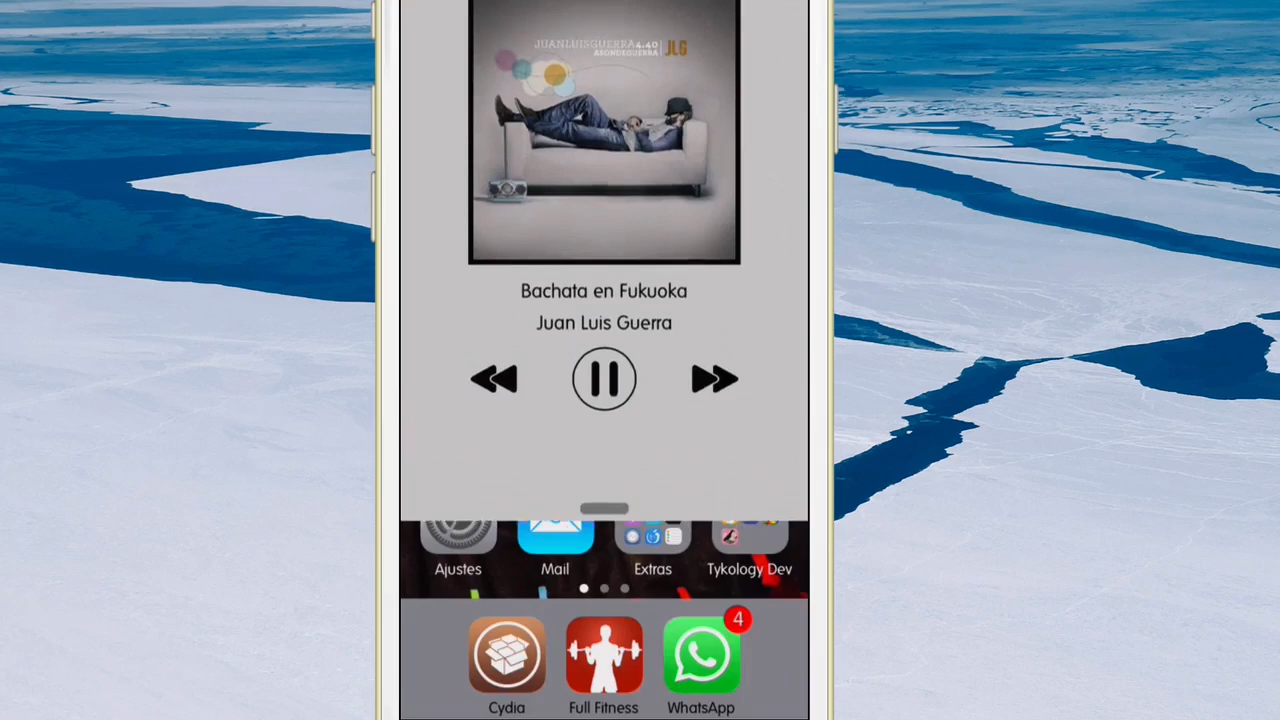 JUANLUISGUERRA4.40
ASONDEGUERRA
JLG
Bachata en Fukuoka
Juan Luis Guerra
Ajustes
Mail
Extras
Tykology Dev
4
Cydia
Full Fitness
WhatsApp